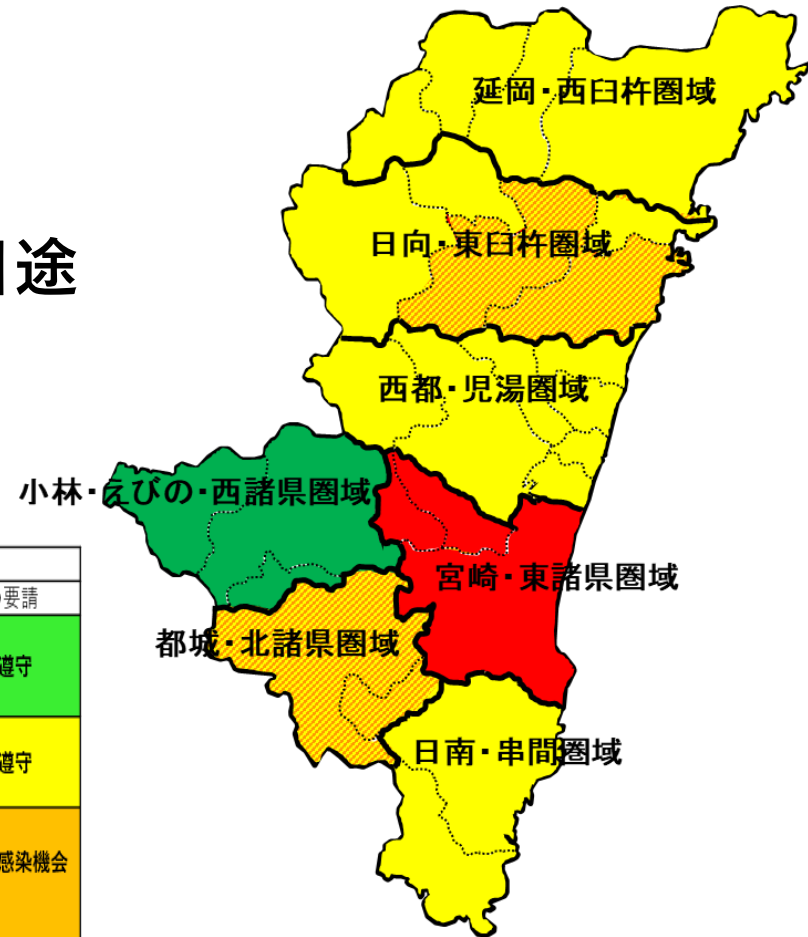 延岡・西臼杵圏域
日向・東臼杵圏域
目途
西都・児湯圏域
小林・えびの・西諸県圏域
宮崎・東諸県圏域
要請
遵守
都城・北諸県圏域
遵守
日南・串間圏域
感染機会